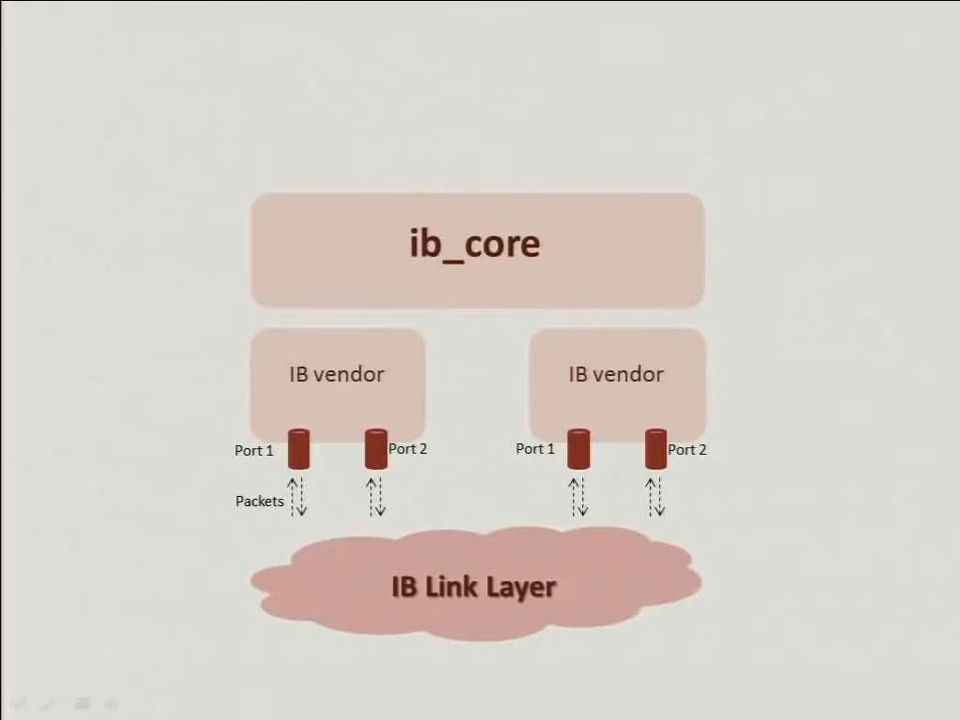 ib_core
IB vendor
IB vendor
Port 1
Port 2
Port 1
Port 2
Packets
IB Link Layer